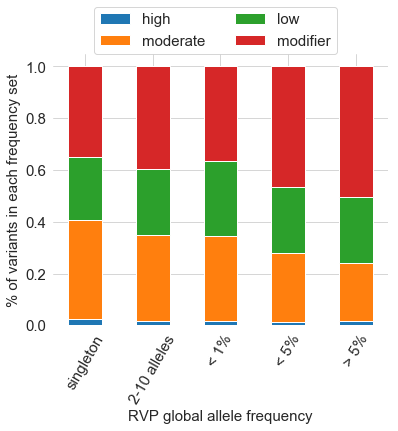 high low
moderate modifier
% of variants in each frequency set
1.0
0.8
0.6
0.4
0.2
0.0
singleton
2-10 alleles
< 1%
< 5%
> 5%
RVP global allele frequency